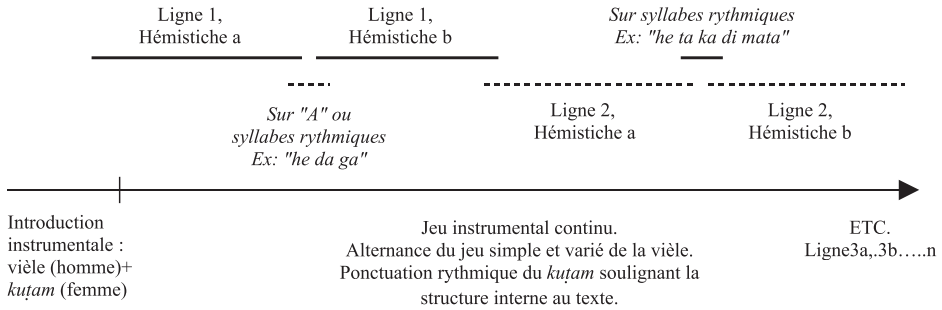 Ligne 1,
Hémistiche a
Ligne 1,
Hémistiche b
Sur syllabes rythmiques
Ex: "he ta ka di mata"
Sur "A" ou
syllabes rythmiques
Ex: "he da ga"
Ligne 2,
Hémistiche a
Ligne 2,
Hémistiche b
Introduction
instrumentale :
vièle (homme)+
kuṭam (femme)
Jeu instrumental continu.
Alternance du jeu simple et varié de la vièle.
Ponctuation rythmique du kuṭam soulignant la
structure interne au texte.
ETC.
Ligne3a,.3b…..n